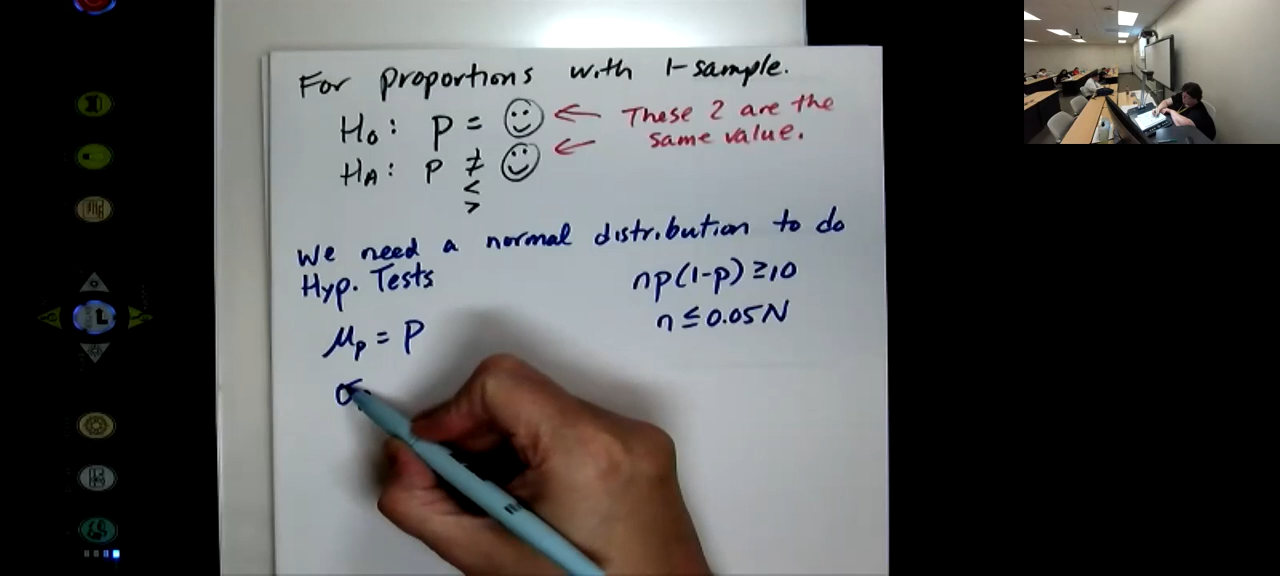 For proportions with 1-sample.
H₀: p = ☺ ← These 2 are the
← same value.
Hₐ: p ≠ ☺
<
>
We need a normal distribution to do
Hyp. Tests
np(1-p) ≥ 10
n ≤ 0.05N
μₚ = p
σ